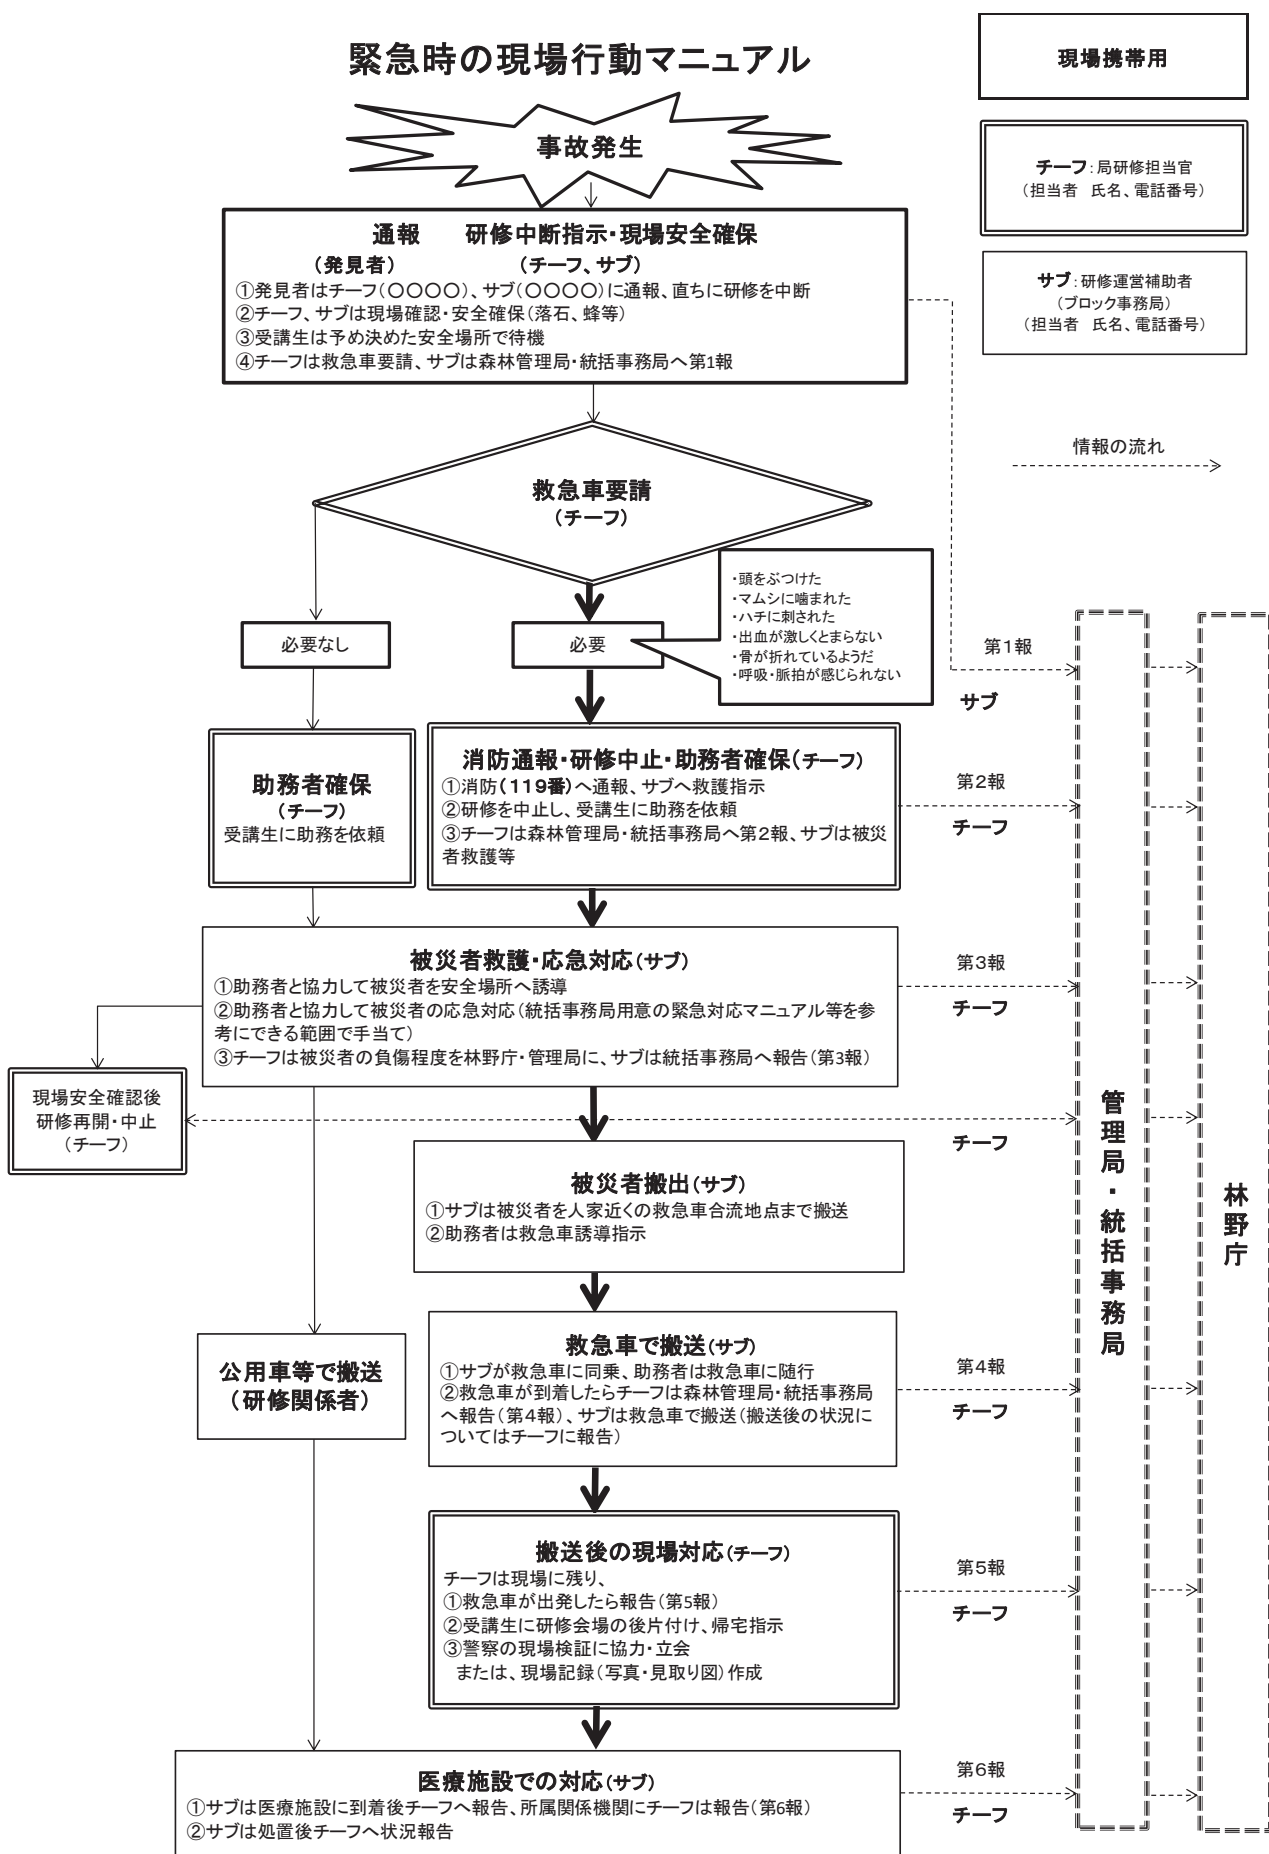 緊急時の現場行動マニュアル
現場携帯用
事故発生
チーフ：局研修担当官
（担当者　氏名、電話番号）
サブ：研修運営補助者
（ブロック事務局）
（担当者　氏名、電話番号）
情報の流れ
通報　研修中断指示・現場安全確保
（発見者）　（チーフ、サブ）
①発見者はチーフ（〇〇〇〇）、サブ（〇〇〇〇）に通報、直ちに研修を中断
②チーフ、サブは現場確認・安全確保（落石、蜂等）
③受講生は予め決めた安全場所で待機
④チーフは救急車要請、サブは森林管理局・統括事務局へ第1報
救急車要請
（チーフ）
・頭をぶつけた
・マムシに噛まれた
・ハチに刺された
・出血が激しくとまらない
・骨が折れているようだ
・呼吸・脈拍が感じられない
必要なし
必要
第1報
サブ
助務者確保
（チーフ）
受講生に助務を依頼
消防通報・研修中止・助務者確保（チーフ）
①消防（119番）へ通報、サブへ救護指示
②研修を中止し、受講生に助務を依頼
③チーフは森林管理局・統括事務局へ第2報、サブは被災
者救護等
第2報
チーフ
被災者救護・応急対応（サブ）
①助務者と協力して被災者を安全場所へ誘導
②助務者と協力して被災者の応急対応（統括事務局用意の緊急対応マニュアル等を参
考にできる範囲で手当て）
③チーフは被災者の負傷程度を林野庁・管理局に、サブは統括事務局へ報告（第3報）
第3報
チーフ
現場安全確認後
研修再開・中止
（チーフ）
チーフ
被災者搬出（サブ）
①サブは被災者を人家近くの救急車合流地点まで搬送
②助務者は救急車誘導指示
管理局・統括事務局
林野庁
公用車等で搬送
（研修関係者）
救急車で搬送（サブ）
①サブが救急車に同乗、助務者は救急車に随行
②救急車が到着したらチーフは森林管理局・統括事務局
へ報告（第４報）、サブは救急車で搬送（搬送後の状況に
ついてはチーフに報告）
第4報
チーフ
搬送後の現場対応（チーフ）
チーフは現場に残り、
①救急車が出発したら報告（第5報）
②受講生に研修会場の後片付け、帰宅指示
③警察の現場検証に協力・立会
または、現場記録（写真・見取り図）作成
第5報
チーフ
医療施設での対応（サブ）
①サブは医療施設に到着後チーフへ報告、所属関係機関にチーフは報告（第6報）
②サブは処置後チーフへ状況報告
第6報
チーフ